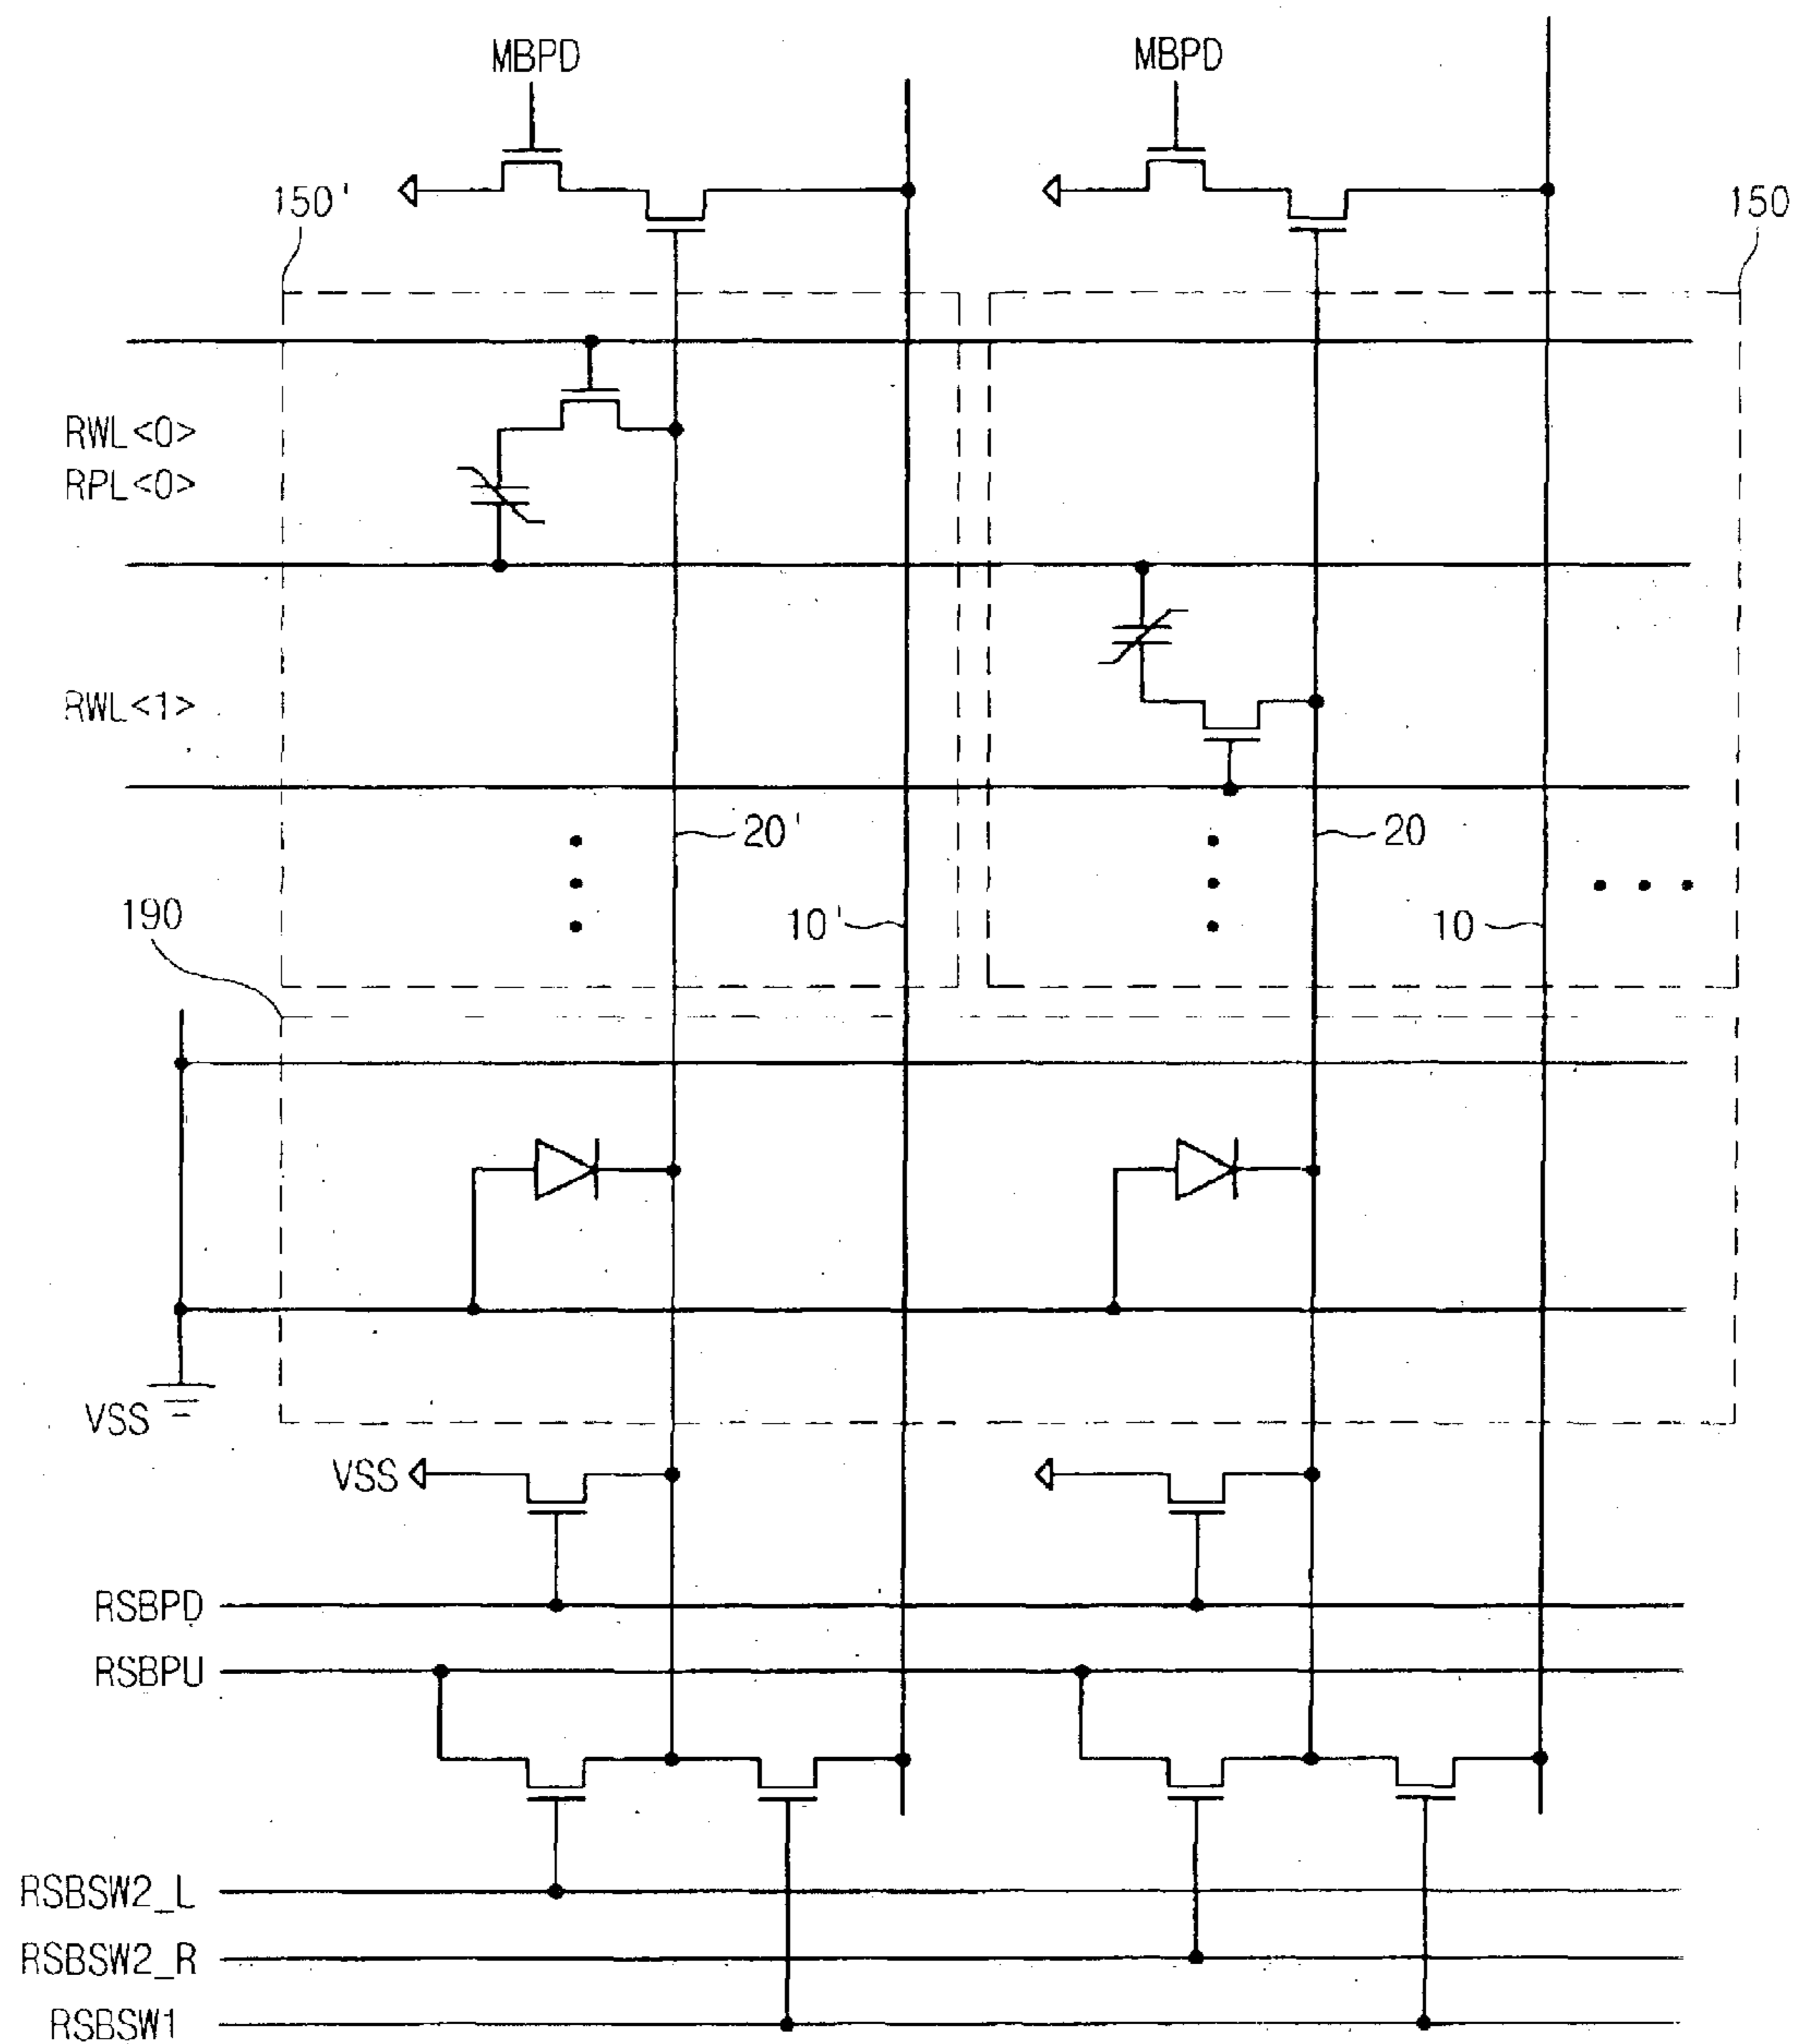 MBPD MBPD
150' 150
RWL<0>
RPL<0>
RWL<1>
20' 20
190 10' 10
VSS
VSS
RSBPD
RSBPU
RSBSW2_L
RSBSW2_R
RSBSW1